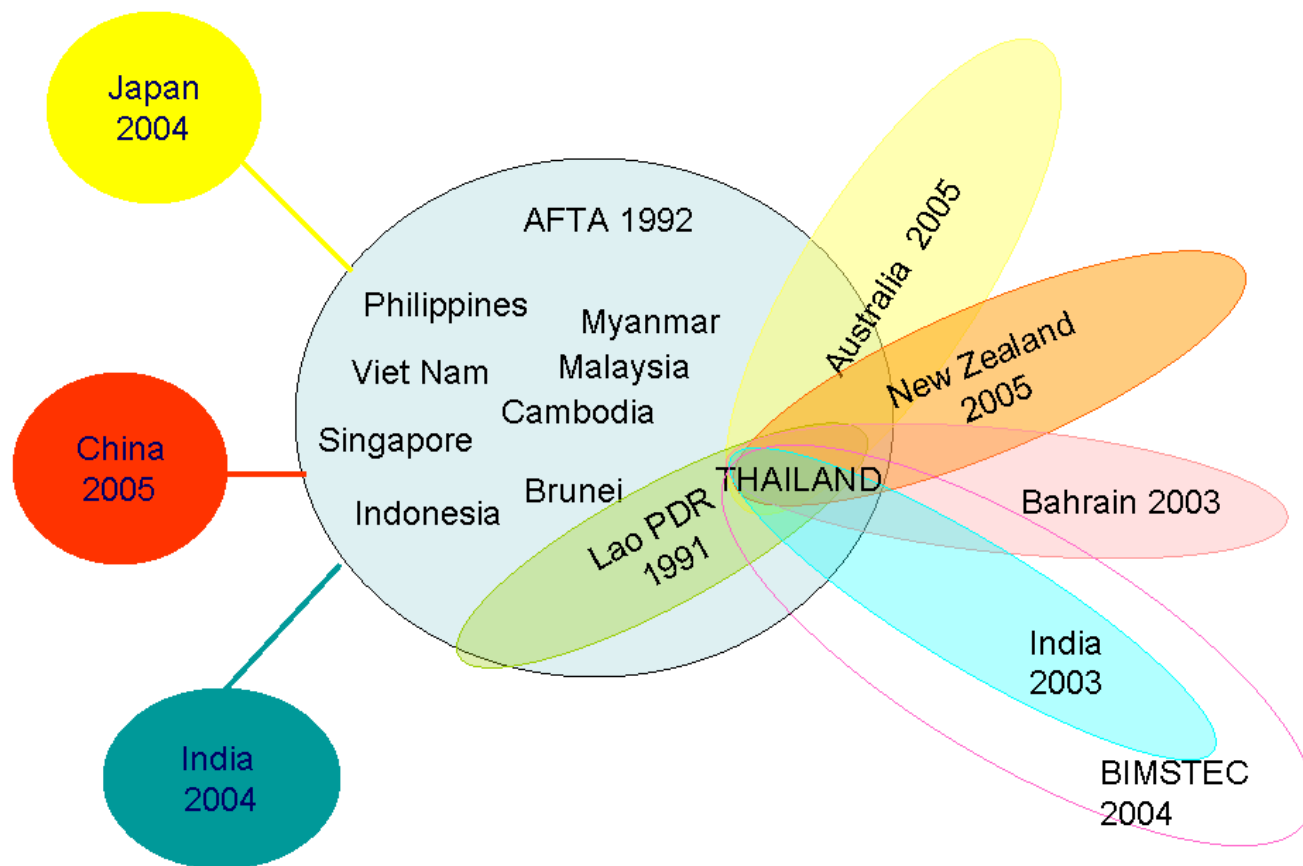 Japan
2004
AFTA 1992
Philippines
Myanmar
Viet Nam
Malaysia
Cambodia
Singapore
Indonesia
Brunei
China
2005
India
2004
Lao PDR
1991
THAILAND
Australia 2005
New Zealand
2005
Bahrain 2003
India
2003
BIMSTEC
2004